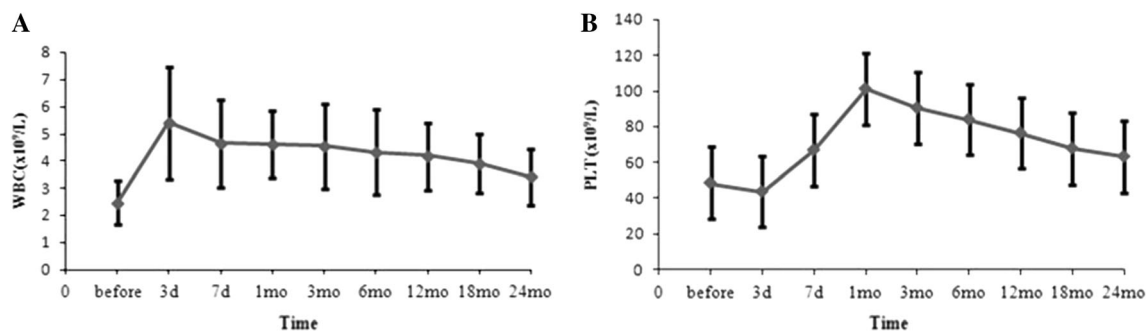 A
WBC(x10⁹/L)
8
7
6
5
4
3
2
1
0
0 before 3d 7d 1mo 3mo 6mo 12mo 18mo 24mo
Time
B
PLT(x10⁹/L)
140
120
100
80
60
40
20
0
0 before 3d 7d 1mo 3mo 6mo 12mo 18mo 24mo
Time